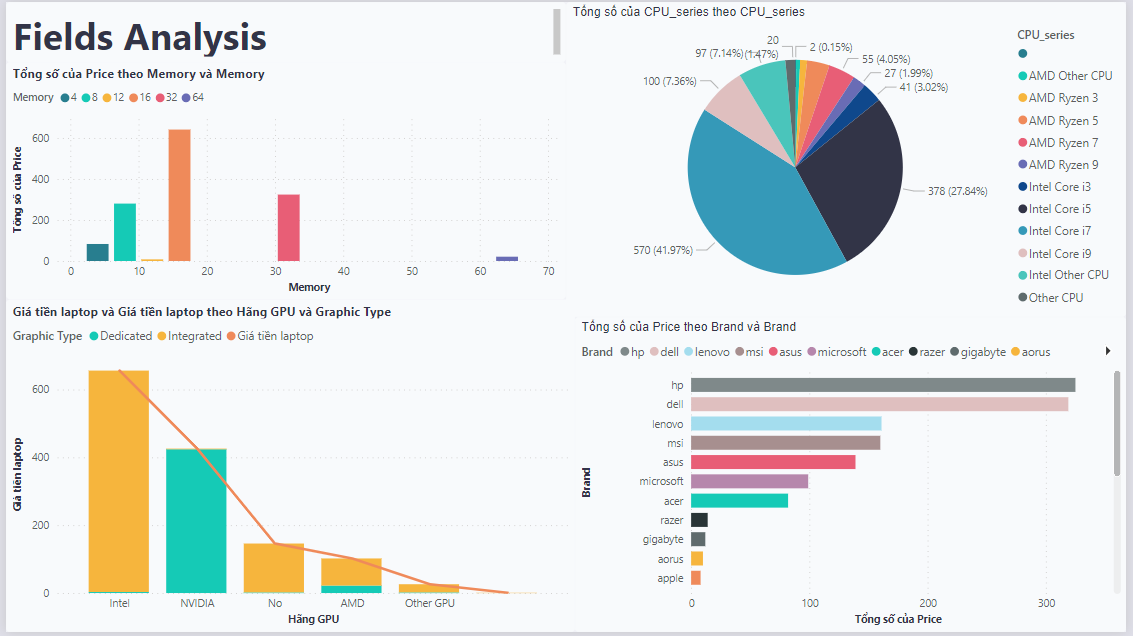 Fields Analysis
Tổng số của Price theo Memory và Memory
Memory 4 8 12 16 32 64
Tổng số của Price
600
400
200
0
0 10 20 30 40 50 60 70
Memory
Tổng số của CPU_series theo CPU_series
20
2 (0.15%)
97 (7.14%)
(1.47%)
55 (4.05%)
27 (1.99%)
100 (7.36%)
41 (3.02%)
378 (27.84%)
570 (41.97%)
CPU_series
AMD Other CPU
AMD Ryzen 3
AMD Ryzen 5
AMD Ryzen 7
AMD Ryzen 9
Intel Core i3
Intel Core i5
Intel Core i7
Intel Core i9
Intel Other CPU
Other CPU
Giá tiền laptop và Giá tiền laptop theo Hãng GPU và Graphic Type
Graphic Type Dedicated Integrated Giá tiền laptop
Giá tiền laptop
600
400
200
0
Intel NVIDIA No AMD Other GPU
Hãng GPU
Tổng số của Price theo Brand và Brand
Brand hp dell lenovo msi asus microsoft acer razer gigabyte aorus
Brand
hp
dell
lenovo
msi
asus
microsoft
acer
razer
gigabyte
aorus
apple
0 100 200 300
Tổng số của Price